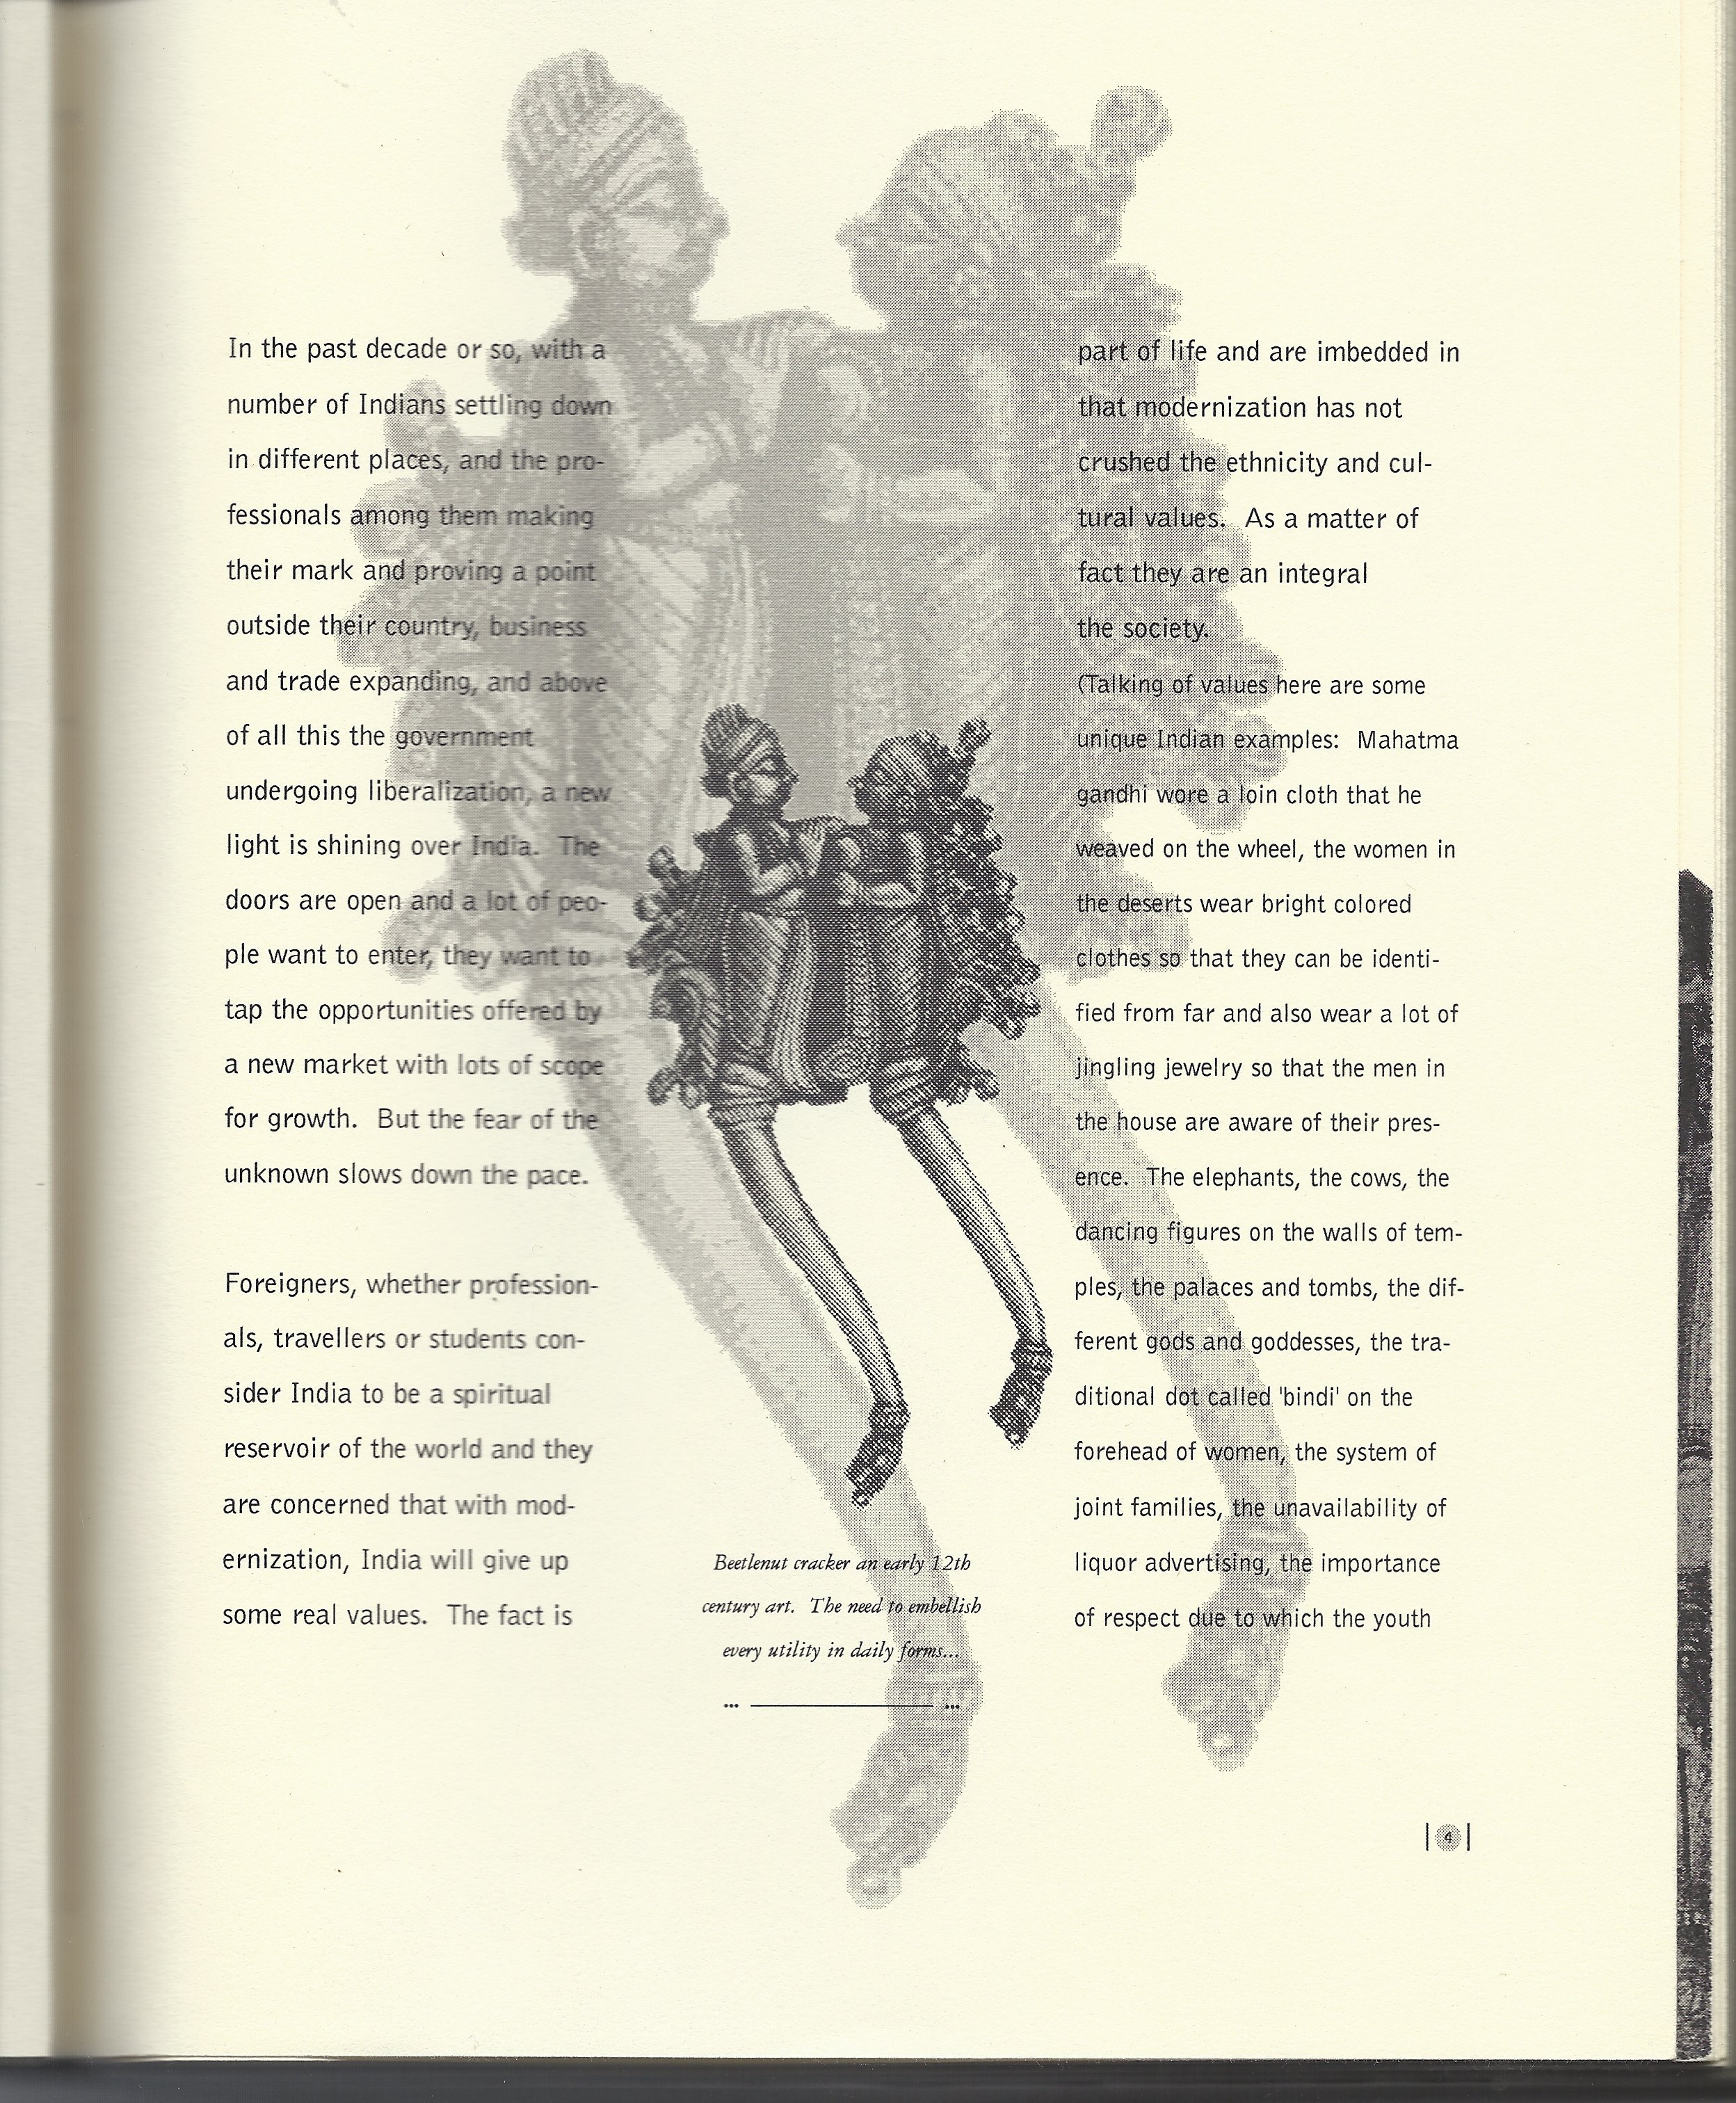 In the past decade or so, with a
number of Indians settling down
in different places, and the pro-
fessionals among them making
their mark and proving a point
outside their country, business
and trade expanding, and above
of all this the government
undergoing liberalization, a new
light is shining over India.  The
doors are open and a lot of peo-
ple want to enter, they want to
tap the opportunities offered by
a new market with lots of scope
for growth.  But the fear of the
unknown slows down the pace.
Foreigners, whether profession-
als, travellers or students con-
sider India to be a spiritual
reservoir of the world and they
are concerned that with mod-
ernization, India will give up
some real values.  The fact is
Beetlenut cracker an early 12th
century art.  The need to embellish
every utility in daily forms...
part of life and are imbedded in
that modernization has not
crushed the ethnicity and cul-
tural values.  As a matter of
fact they are an integral
the society.
(Talking of values here are some
unique Indian examples:  Mahatma
gandhi wore a loin cloth that he
weaved on the wheel, the women in
the deserts wear bright colored
clothes so that they can be identi-
fied from far and also wear a lot of
jingling jewelry so that the men in
the house are aware of their pres-
ence.  The elephants, the cows, the
dancing figures on the walls of tem-
ples, the palaces and tombs, the dif-
ferent gods and goddesses, the tra-
ditional dot called 'bindi' on the
forehead of women, the system of
joint families, the unavailability of
liquor advertising, the importance
of respect due to which the youth
4